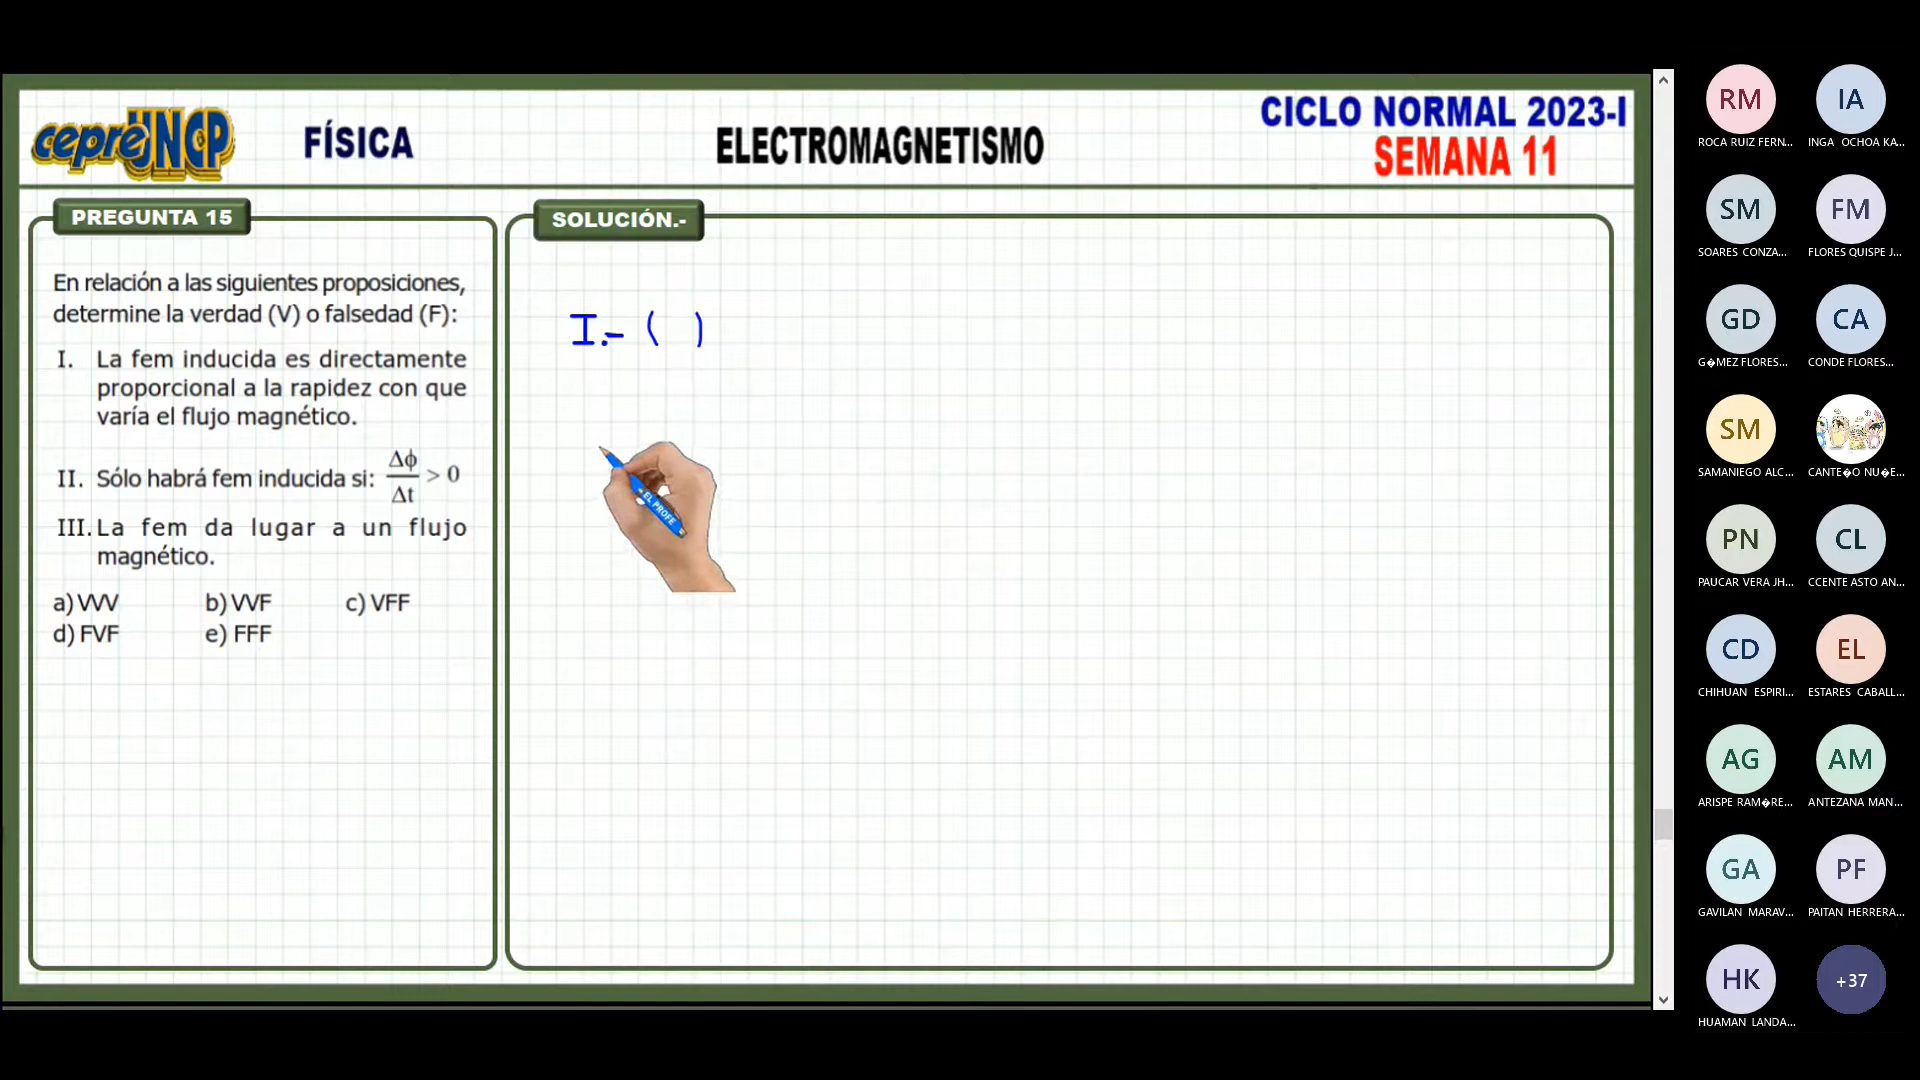 cepreUNCP
FÍSICA
ELECTROMAGNETISMO
CICLO NORMAL 2023-I
SEMANA 11
PREGUNTA 15
En relación a las siguientes proposiciones,
determine la verdad (V) o falsedad (F):
I. La fem inducida es directamente
proporcional a la rapidez con que
varía el flujo magnético.
II. Sólo habrá fem inducida si: Δϕ/Δt > 0
III. La fem da lugar a un flujo
magnético.
a) VVV b) VVF c) VFF
d) FVF e) FFF
SOLUCIÓN.-
I.- ( )
EL PROFE
RM IA
ROCA RUIZ FERN... INGA OCHOA KA...
SM FM
SOARES CONZA... FLORES QUISPE J...
GD CA
G�MEZ FLORES... CONDE FLORES...
SM
SAMANIEGO ALC... CANTE�O NU�E...
PN CL
PAUCAR VERA JH... CCENTE ASTO AN...
CD EL
CHIHUAN ESPIRI... ESTARES CABALL...
AG AM
ARISPE RAM�RE... ANTEZANA MAN...
GA PF
GAVILAN MARAV... PAITAN HERRERA...
HK +37
HUAMAN LANDA...